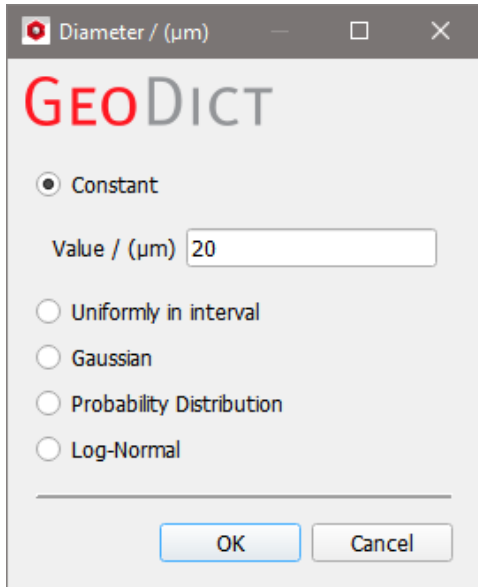 Diameter / (µm)
GEODICT
Constant
Value / (µm) 20
Uniformly in interval
Gaussian
Probability Distribution
Log-Normal
OK Cancel